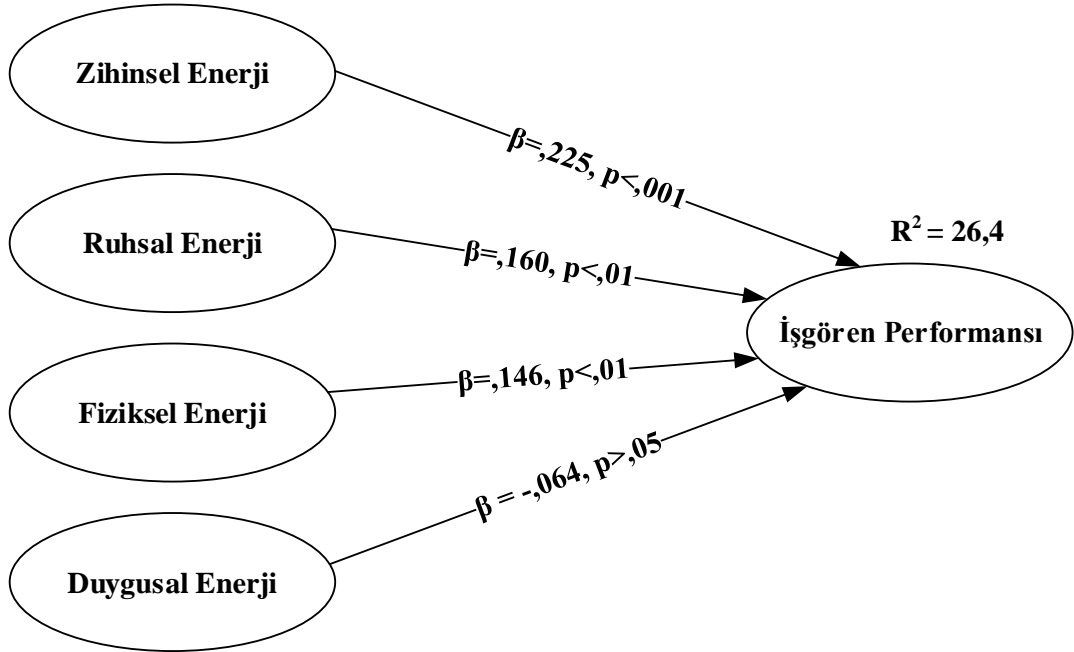 Zihinsel Enerji
β=,225, p<,001
R² = 26,4
Ruhsal Enerji
β=,160, p<,01
İşgören Performansı
Fiziksel Enerji
β=,146, p<,01
β = -,064, p>,05
Duygusal Enerji